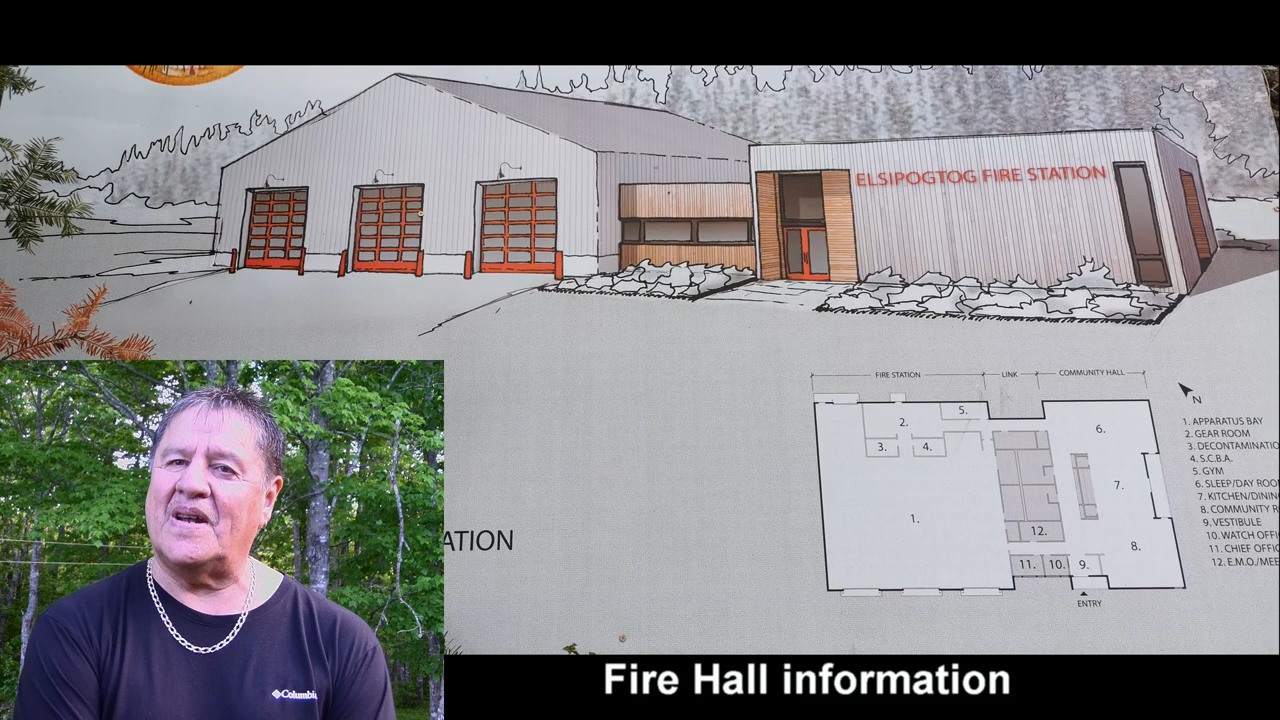 ELSIPOGTOG FIRE STATION
FIRE STATION
LINK
COMMUNITY HALL
N
1. APPARATUS BAY
2. GEAR ROOM
3. DECONTAMINATIO
4. S.C.B.A.
5. GYM
6. SLEEP/DAY ROO
7. KITCHEN/DININ
8. COMMUNITY R
9. VESTIBULE
10. WATCH OFFI
11. CHIEF OFFIC
12. E.M.O./MEE
5.
2.
6.
3.
4.
7.
1.
12.
8.
11.
10.
9.
ENTRY
ATION
Columbia
Fire Hall information